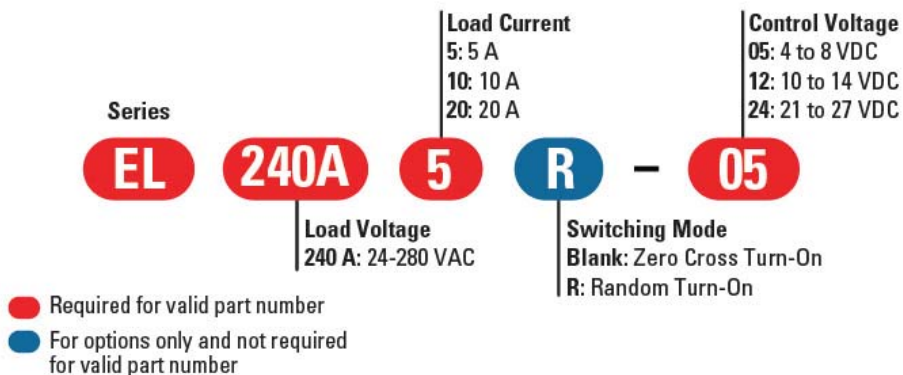 Load Current
5: 5 A
10: 10 A
20: 20 A
Control Voltage
05: 4 to 8 VDC
12: 10 to 14 VDC
24: 21 to 27 VDC
Series
EL 240A 5 R – 05
Load Voltage
240 A: 24-280 VAC
Switching Mode
Blank: Zero Cross Turn-On
R: Random Turn-On
Required for valid part number
For options only and not required
for valid part number